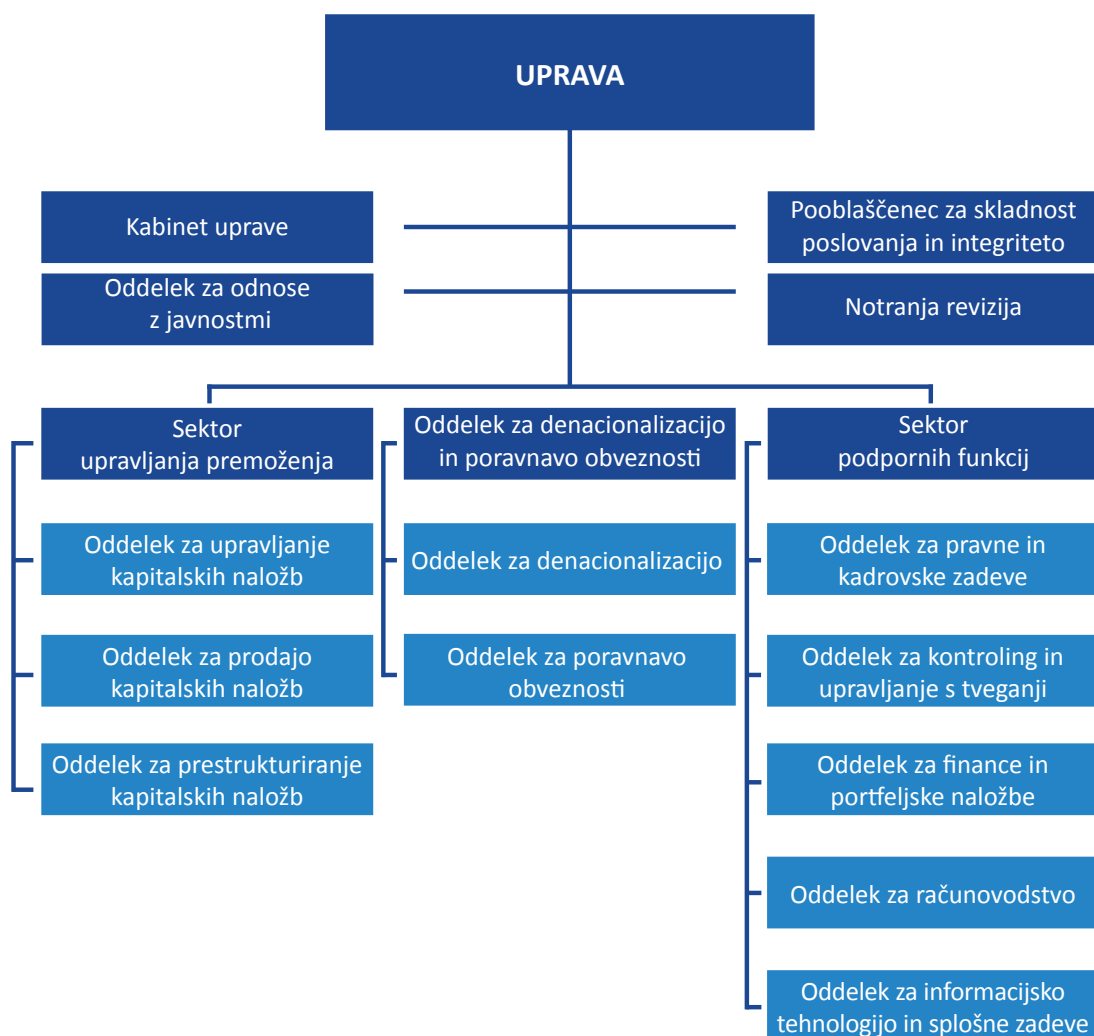 UPRAVA
Kabinet uprave
Pooblaščenec za skladnost
poslovanja in integriteto
Oddelek za odnose
z javnostmi
Notranja revizija
Sektor
upravljanja premoženja
Oddelek za upravljanje
kapitalskih naložb
Oddelek za prodajo
kapitalskih naložb
Oddelek za prestrukturiranje
kapitalskih naložb
Oddelek za denacionalizacijo
in poravnavo obveznosti
Oddelek za denacionalizacijo
Oddelek za poravnavo
obveznosti
Sektor
podpornih funkcij
Oddelek za pravne in
kadrovske zadeve
Oddelek za kontroling in
upravljanje s tveganji
Oddelek za finance in
portfeljske naložbe
Oddelek za računovodstvo
Oddelek za informacijsko
tehnologijo in splošne zadeve